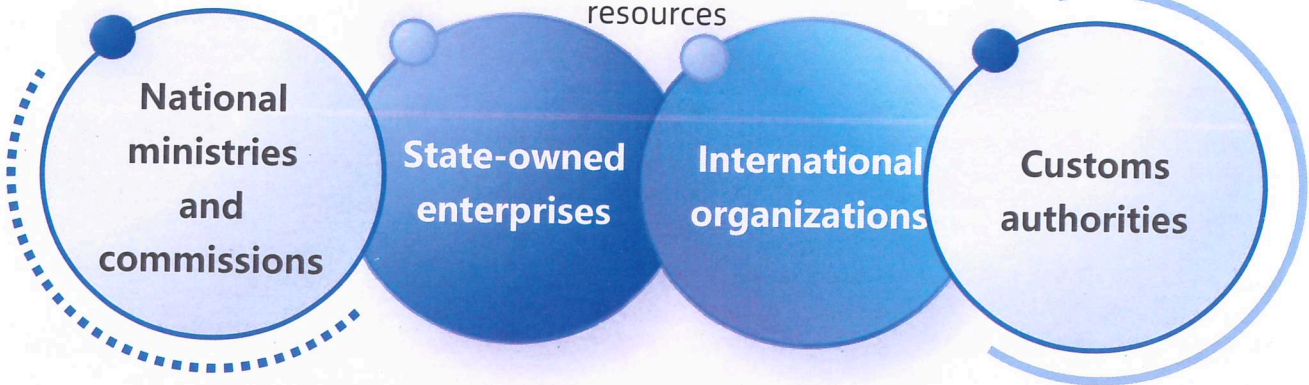 resources
National
ministries
and
commissions
State-owned
enterprises
International
organizations
Customs
authorities